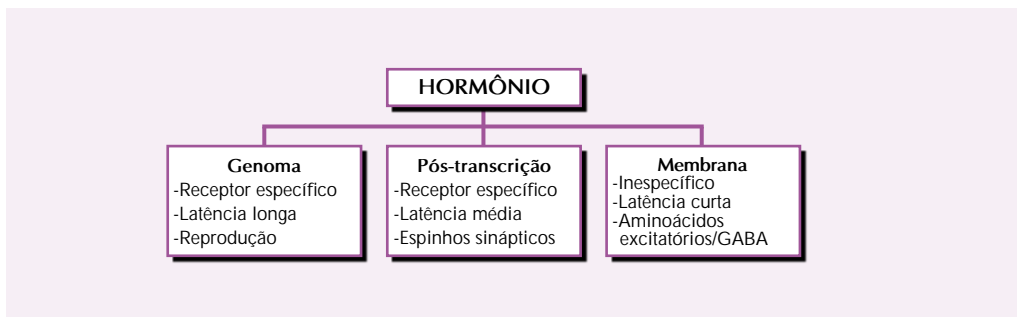 HORMÔNIO
Genoma
-Receptor específico
-Latência longa
-Reprodução
Pós-transcrição
-Receptor específico
-Latência média
-Espinhos sinápticos
Membrana
-Inespecífico
-Latência curta
-Aminoácidos
excitatórios/GABA